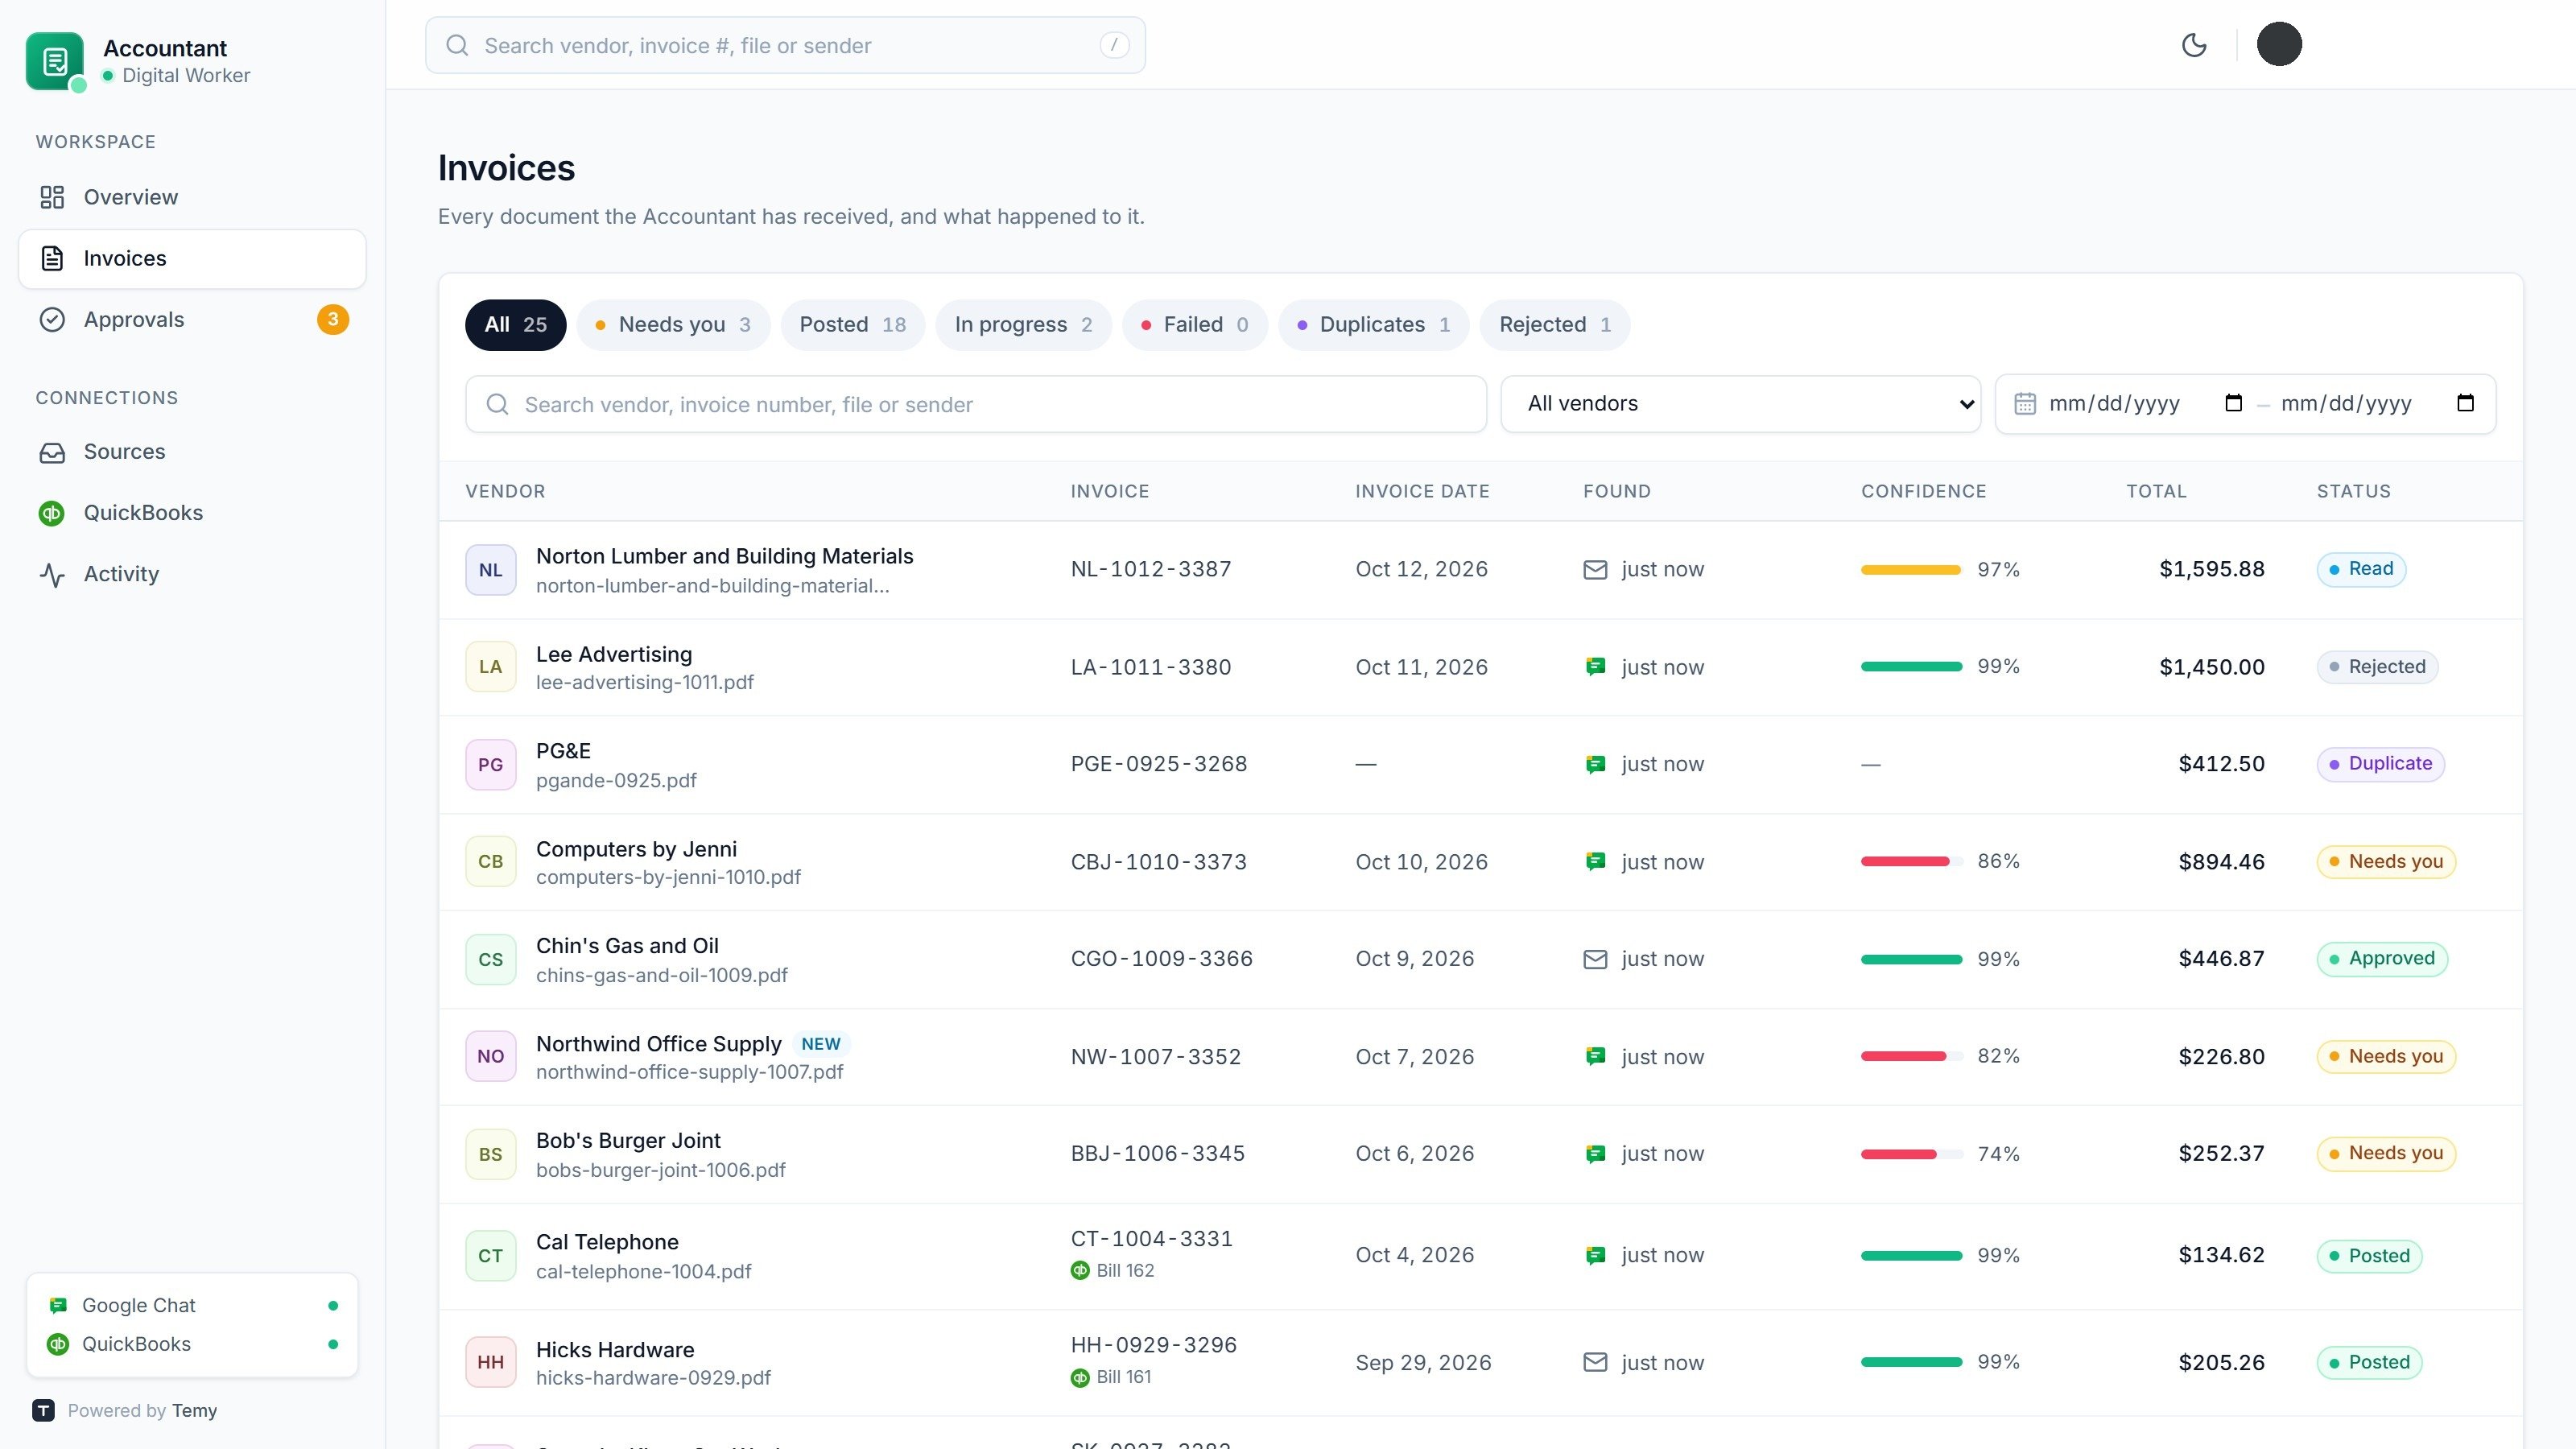 Accountant
Digital Worker
Search vendor, invoice #, file or sender /
WORKSPACE
Overview
Invoices
Approvals 3
CONNECTIONS
Sources
QuickBooks
Activity
Google Chat
QuickBooks
T Powered by Temy
Invoices
Every document the Accountant has received, and what happened to it.
All 25 Needs you 3 Posted 18 In progress 2 Failed 0 Duplicates 1 Rejected 1
Search vendor, invoice number, file or sender All vendors mm/dd/yyyy – mm/dd/yyyy
VENDOR INVOICE INVOICE DATE FOUND CONFIDENCE TOTAL STATUS
NL Norton Lumber and Building Materials NL-1012-3387 Oct 12, 2026 just now 97% $1,595.88 Read
norton-lumber-and-building-material...
LA Lee Advertising LA-1011-3380 Oct 11, 2026 just now 99% $1,450.00 Rejected
lee-advertising-1011.pdf
PG PG&E PGE-0925-3268 — just now — $412.50 Duplicate
pgande-0925.pdf
CB Computers by Jenni CBJ-1010-3373 Oct 10, 2026 just now 86% $894.46 Needs you
computers-by-jenni-1010.pdf
CS Chin's Gas and Oil CGO-1009-3366 Oct 9, 2026 just now 99% $446.87 Approved
chins-gas-and-oil-1009.pdf
NO Northwind Office Supply NEW NW-1007-3352 Oct 7, 2026 just now 82% $226.80 Needs you
northwind-office-supply-1007.pdf
BS Bob's Burger Joint BBJ-1006-3345 Oct 6, 2026 just now 74% $252.37 Needs you
bobs-burger-joint-1006.pdf
CT Cal Telephone CT-1004-3331 Oct 4, 2026 just now 99% $134.62 Posted
cal-telephone-1004.pdf qb Bill 162
HH Hicks Hardware HH-0929-3296 Sep 29, 2026 just now 99% $205.26 Posted
hicks-hardware-0929.pdf qb Bill 161